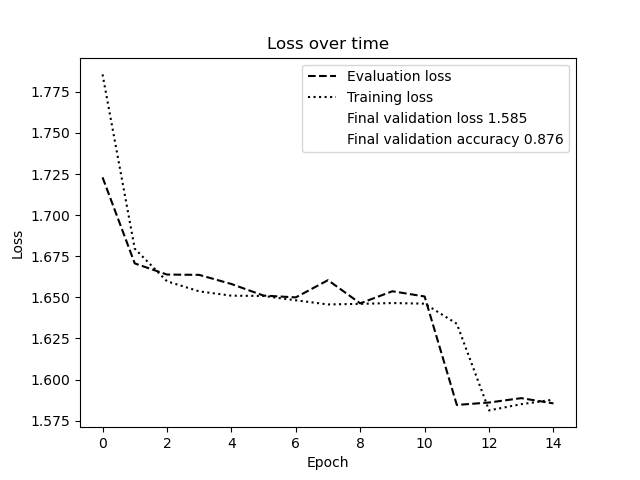 Loss over time
Evaluation loss
Training loss
Final validation loss 1.585
Final validation accuracy 0.876
1.775
1.750
1.725
1.700
1.675
1.650
1.625
1.600
1.575
Loss
0 2 4 6 8 10 12 14
Epoch